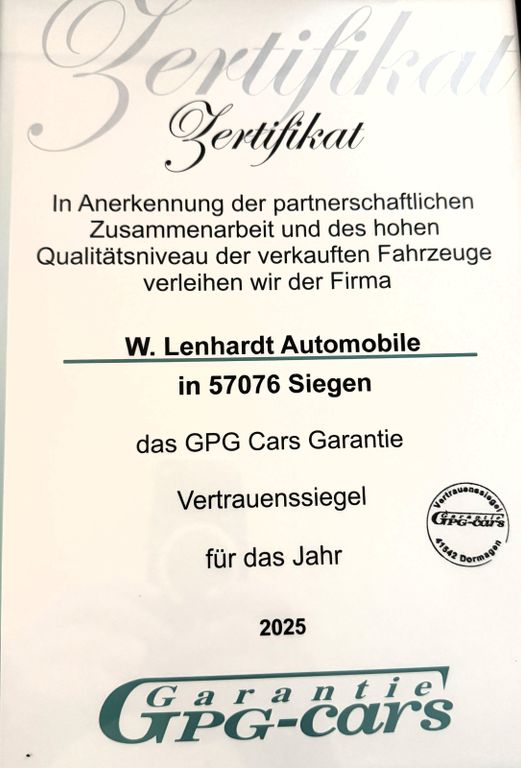 Zertifikat
Zertifikat
In Anerkennung der partnerschaftlichen
Zusammenarbeit und des hohen
Qualitätsniveau der verkauften Fahrzeuge
verleihen wir der Firma
W. Lenhardt Automobile
in 57076 Siegen
das GPG Cars Garantie
Vertrauenssiegel
für das Jahr
2025
Vertrauenssiegel
Garantie
GPG-cars
41542 Dormagen
Garantie
GPG-cars